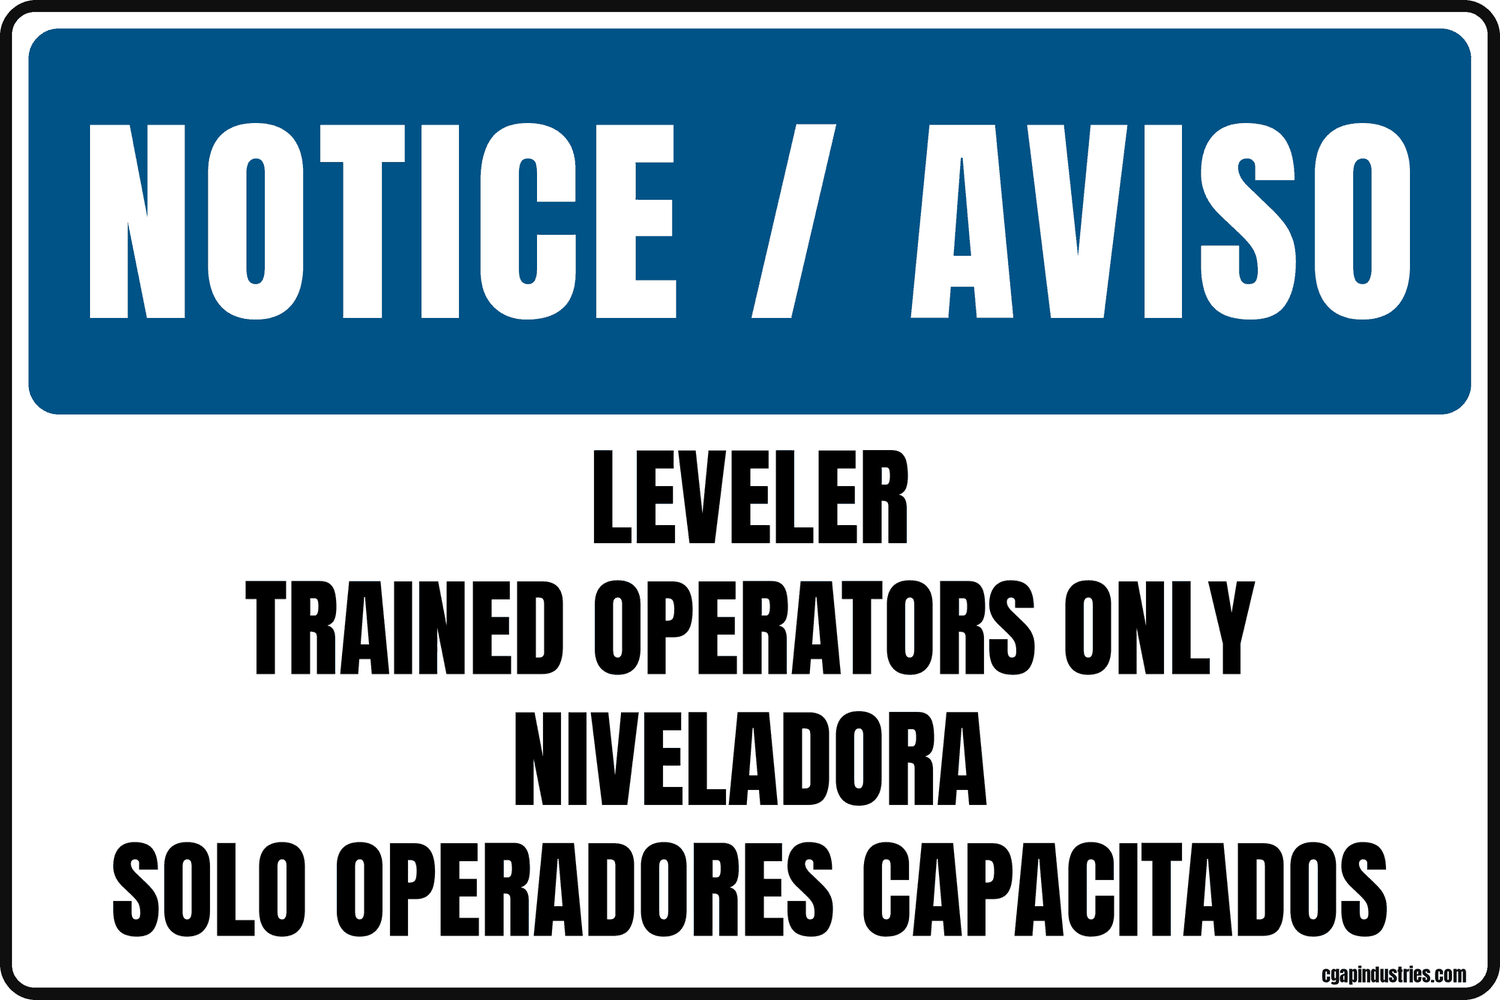 NOTICE / AVISO
LEVELER
TRAINED OPERATORS ONLY
NIVELADORA
SOLO OPERADORES CAPACITADOS
cgapindustries.com